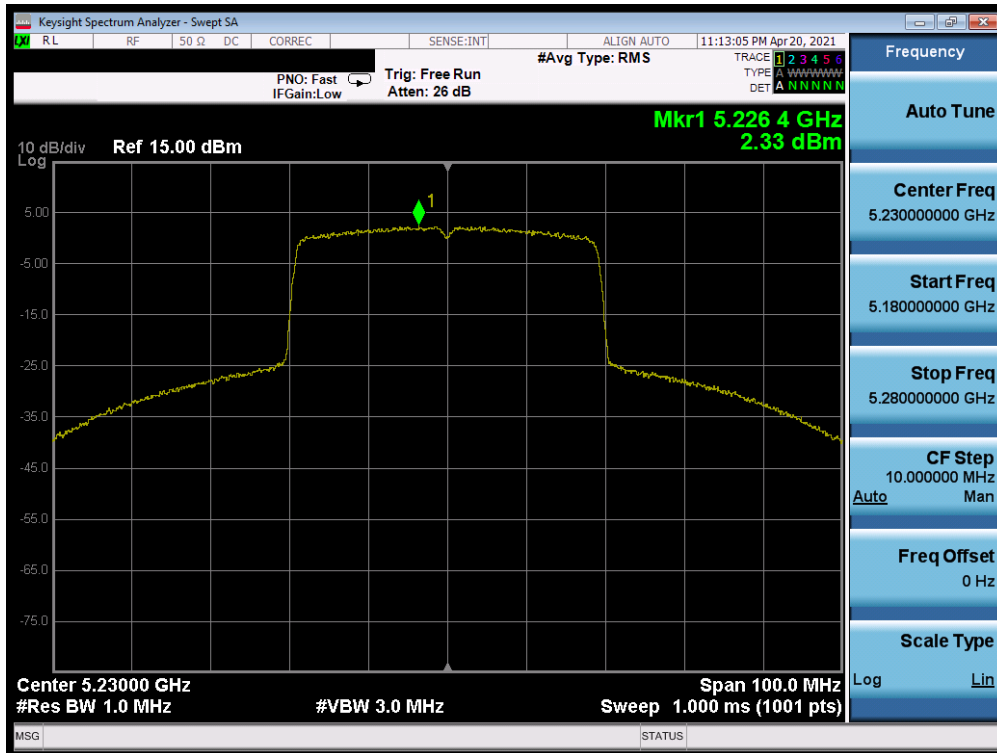 Keysight Spectrum Analyzer - Swept SA
LXI RL RF 50 Ω DC CORREC SENSE:INT ALIGN AUTO 11:13:05 PM Apr 20, 2021
Frequency
#Avg Type: RMS
TRACE 1 2 3 4 5 6
PNO: Fast
Trig: Free Run
TYPE A WWWWW
IFGain:Low
Atten: 26 dB
DET A N N N N N
Mkr1 5.226 4 GHz
2.33 dBm
Auto Tune
10 dB/div Ref 15.00 dBm
Log
1
5.00
-5.00
-15.0
-25.0
-35.0
-45.0
-55.0
-65.0
-75.0
Center Freq
5.230000000 GHz
Start Freq
5.180000000 GHz
Stop Freq
5.280000000 GHz
CF Step
10.000000 MHz
Auto Man
Freq Offset
0 Hz
Scale Type
Log Lin
Center 5.23000 GHz Span 100.0 MHz
#Res BW 1.0 MHz #VBW 3.0 MHz Sweep 1.000 ms (1001 pts)
MSG STATUS